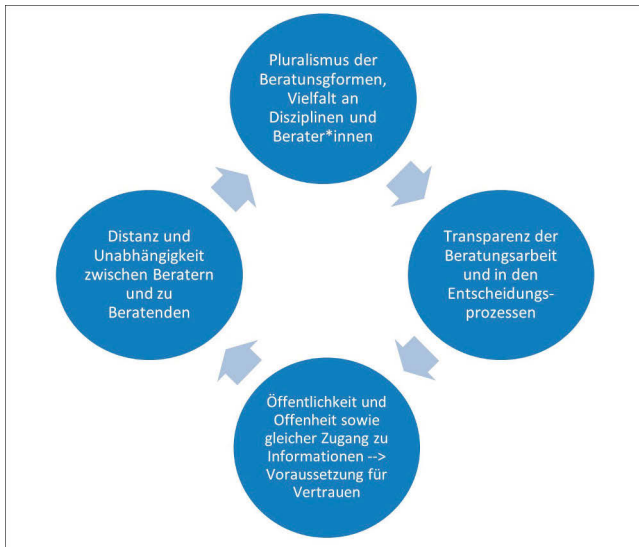 Pluralismus der
Beratunsgformen,
Vielfalt an
Disziplinen und
Berater*innen
Transparenz der
Beratungsarbeit
und in den
Entscheidungs-
prozessen
Öffentlichkeit und
Offenheit sowie
gleicher Zugang zu
Informationen -->
Voraussetzung für
Vertrauen
Distanz und
Unabhängigkeit
zwischen Beratern
und zu
Beratenden